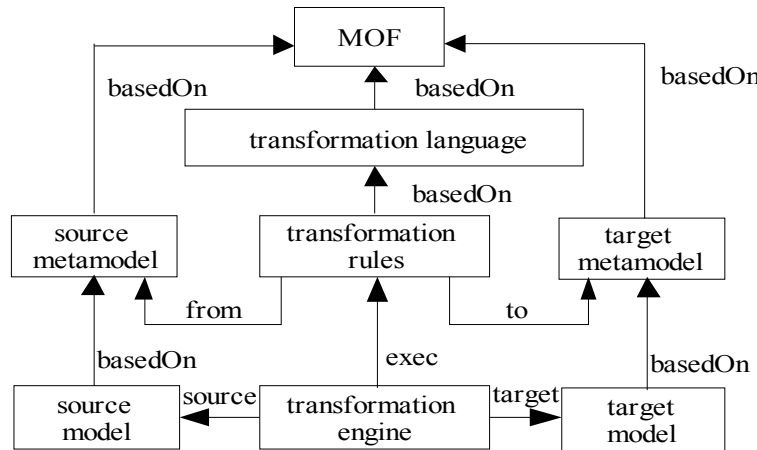 MOF
basedOn
basedOn
basedOn
transformation language
basedOn
source
metamodel
transformation
rules
target
metamodel
from
to
basedOn
exec
basedOn
source
model
source
transformation
engine
target
target
model